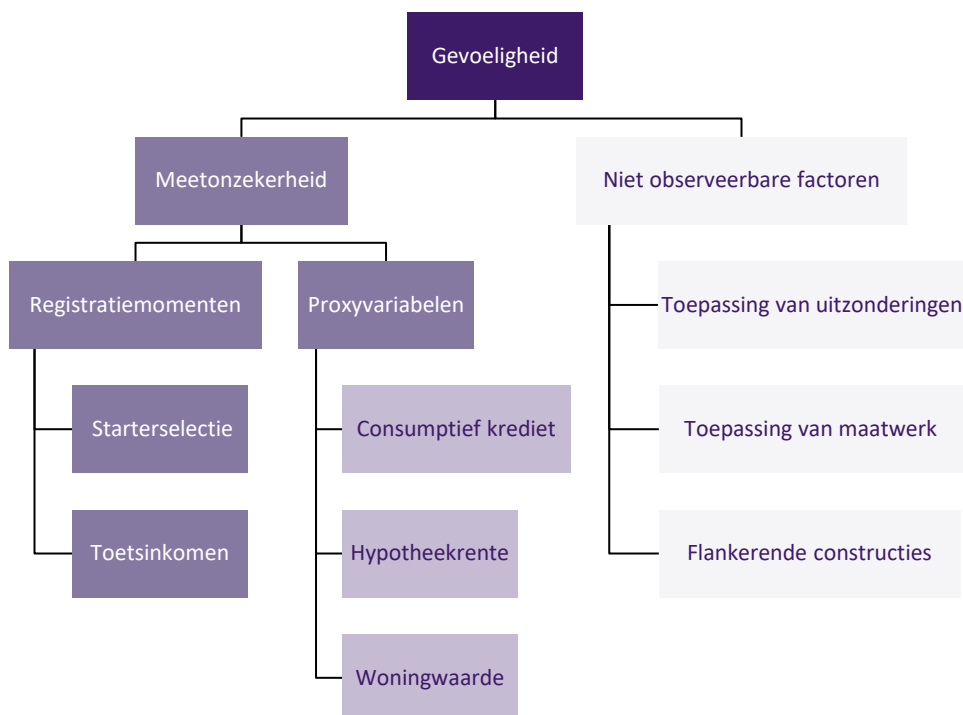 Gevoeligheid
Meetonzekerheid
Niet observeerbare factoren
Registratiemomenten
Proxyvariabelen
Toepassing van uitzonderingen
Starterselectie
Consumptief krediet
Toepassing van maatwerk
Toetsinkomen
Hypotheekrente
Flankerende constructies
Woningwaarde